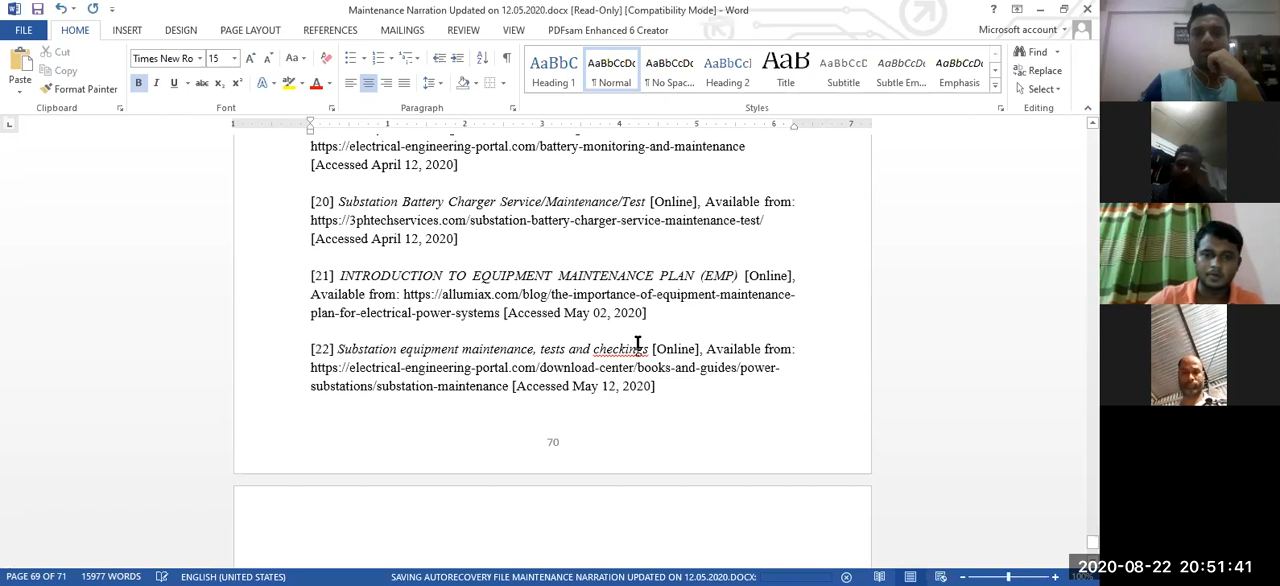 Maintenance Narration Updated on 12.05.2020.docx [Read-Only] [Compatibility Mode] - Word
FILE HOME INSERT DESIGN PAGE LAYOUT REFERENCES MAILINGS REVIEW VIEW PDFsam Enhanced 6 Creator Microsoft account
Paste
Cut
Copy
Format Painter
Clipboard
Times New Ro 15
Font
Paragraph
AaBbC AaBbCcDc AaBbCcDc AaBbCcI AaB AaBbCcD AaBbCcDc AaBbCcDc
Heading 1 ¶ Normal ¶ No Spac... Heading 2 Title Subtitle Subtle Em... Emphasis
Styles
Find
Replace
Select
Editing
1 1 2 3 4 5 6 7
https://electrical-engineering-portal.com/battery-monitoring-and-maintenance
[Accessed April 12, 2020]
[20] Substation Battery Charger Service/Maintenance/Test [Online], Available from:
https://3phtechservices.com/substation-battery-charger-service-maintenance-test/
[Accessed April 12, 2020]
[21] INTRODUCTION TO EQUIPMENT MAINTENANCE PLAN (EMP) [Online],
Available from: https://allumiax.com/blog/the-importance-of-equipment-maintenance-
plan-for-electrical-power-systems [Accessed May 02, 2020]
[22] Substation equipment maintenance, tests and checkings [Online], Available from:
https://electrical-engineering-portal.com/download-center/books-and-guides/power-
substations/substation-maintenance [Accessed May 12, 2020]
70
PAGE 69 OF 71 15977 WORDS ENGLISH (UNITED STATES) SAVING AUTORECOVERY FILE MAINTENANCE NARRATION UPDATED ON 12.05.2020.DOCX:
2020-08-22 20:51:41